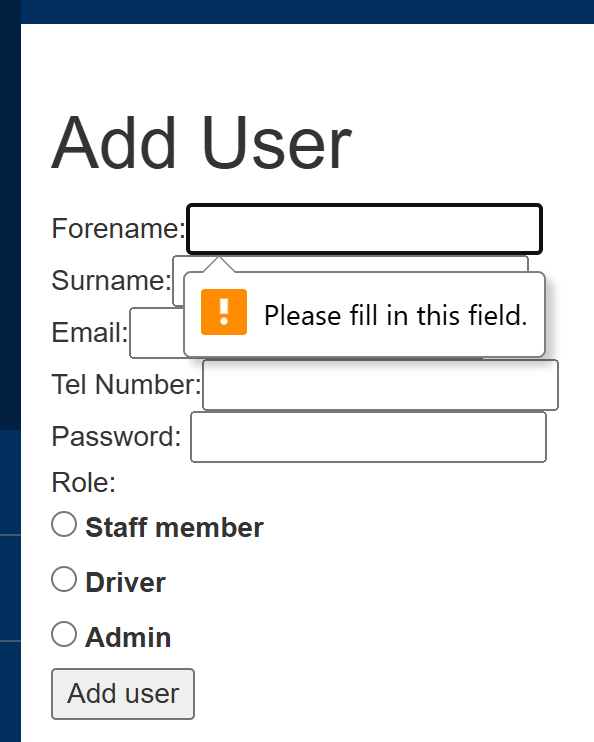 Add User
Forename:
Surname:
Please fill in this field.
Email:
Tel Number:
Password:
Role:
Staff member
Driver
Admin
Add user